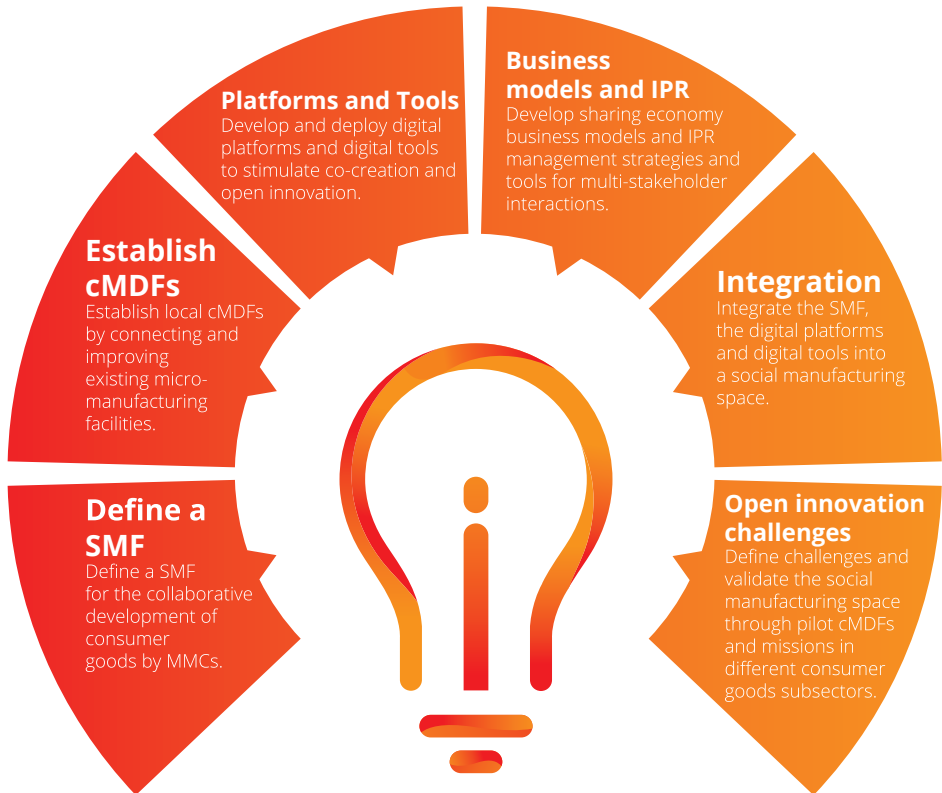 Define a
SMF
Define a SMF
for the collaborative
development of
consumer
goods by MMCs.
Establish
cMDFs
Establish local cMDFs
by connecting and
improving
existing micro-
manufacturing
facilities.
Platforms and Tools
Develop and deploy digital
platforms and digital tools
to stimulate co-creation and
open innovation.
Business
models and IPR
Develop sharing economy
business models and IPR
management strategies and
tools for multi-stakeholder
interactions.
Integration
Integrate the SMF,
the digital platforms
and digital tools into
a social manufacturing
space.
Open innovation
challenges
Define challenges and
validate the social
manufacturing space
through pilot cMDFs
and missions in
different consumer
goods subsectors.